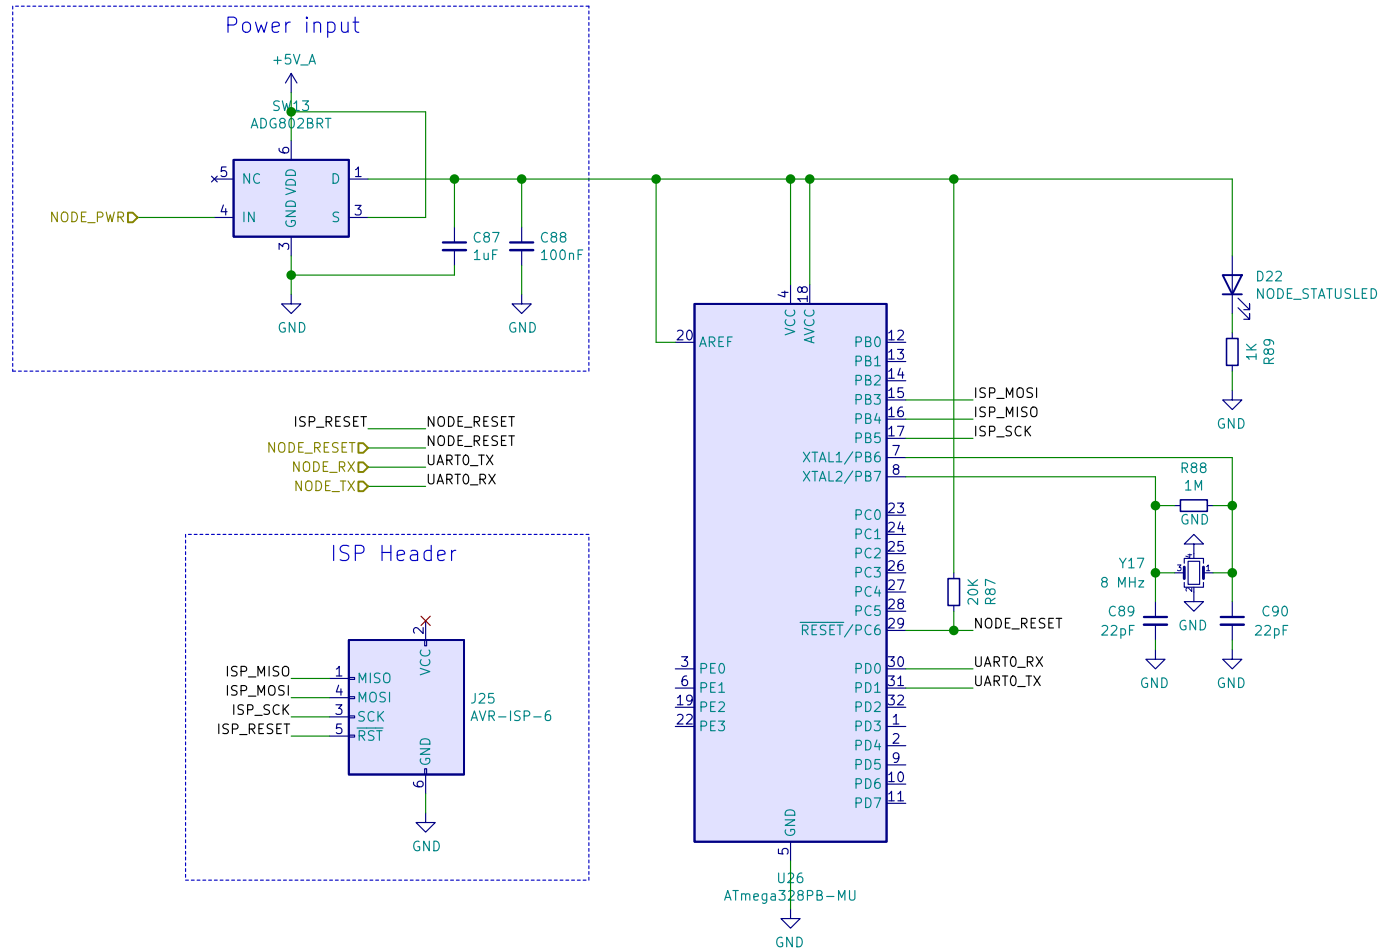 Power input
+5V_A
SW13
ADG802BRT
6
5
NC
VDD
D
1
NODE_PWR
4
IN
GND
S
3
3
GND
C87
1uF
C88
100nF
GND
ISP_RESET
NODE_RESET
NODE_RESET
NODE_RESET
NODE_RX
UART0_TX
NODE_TX
UART0_RX
ISP Header
2
VCC
ISP_MISO
1
MISO
ISP_MOSI
4
MOSI
ISP_SCK
3
SCK
ISP_RESET
5
RST
GND
6
J25
AVR-ISP-6
GND
4
18
VCC
AVCC
20
AREF
PB0
12
PB1
13
PB2
14
PB3
15
ISP_MOSI
PB4
16
ISP_MISO
PB5
17
ISP_SCK
XTAL1/PB6
7
XTAL2/PB7
8
PC0
23
PC1
24
PC2
25
PC3
26
PC4
27
PC5
28
RESET/PC6
29
NODE_RESET
3
PE0
PD0
30
UART0_RX
6
PE1
PD1
31
UART0_TX
19
PE2
PD2
32
22
PE3
PD3
1
PD4
2
PD5
9
PD6
10
PD7
11
GND
5
U26
ATmega328PB-MU
GND
20K
R87
D22
NODE_STATUSLED
1K
R89
GND
R88
1M
GND
Y17
8 MHz
4
3
1
2
GND
C89
22pF
GND
C90
22pF
GND